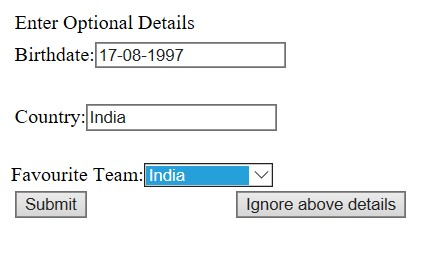 Enter Optional Details
Birthdate: 17-08-1997
Country: India
Favourite Team: India
Submit Ignore above details